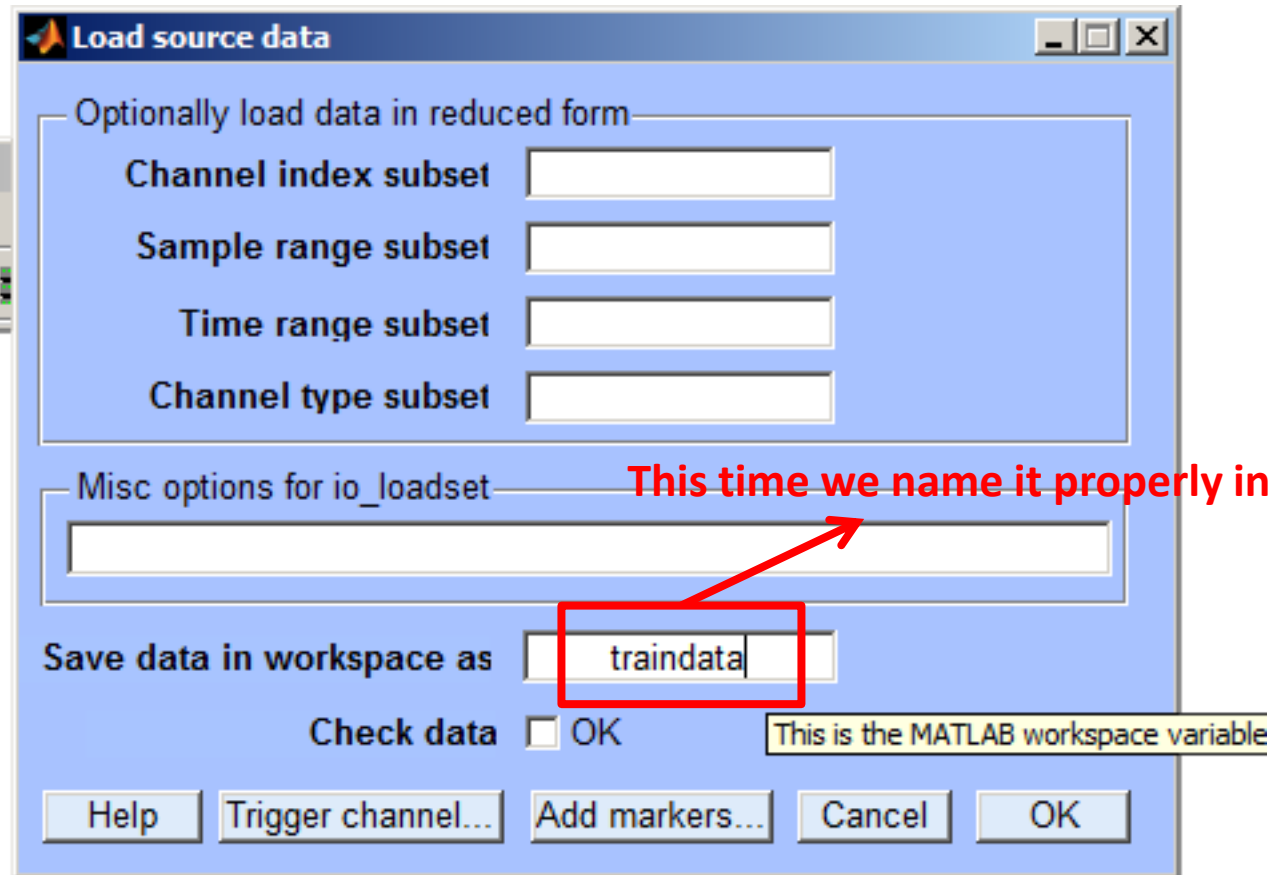 Load source data
Optionally load data in reduced form
Channel index subset
Sample range subset
Time range subset
Channel type subset
Misc options for io_loadset
This time we name it properly in
Save data in workspace as traindata
Check data OK
This is the MATLAB workspace variable
Help Trigger channel... Add markers... Cancel OK